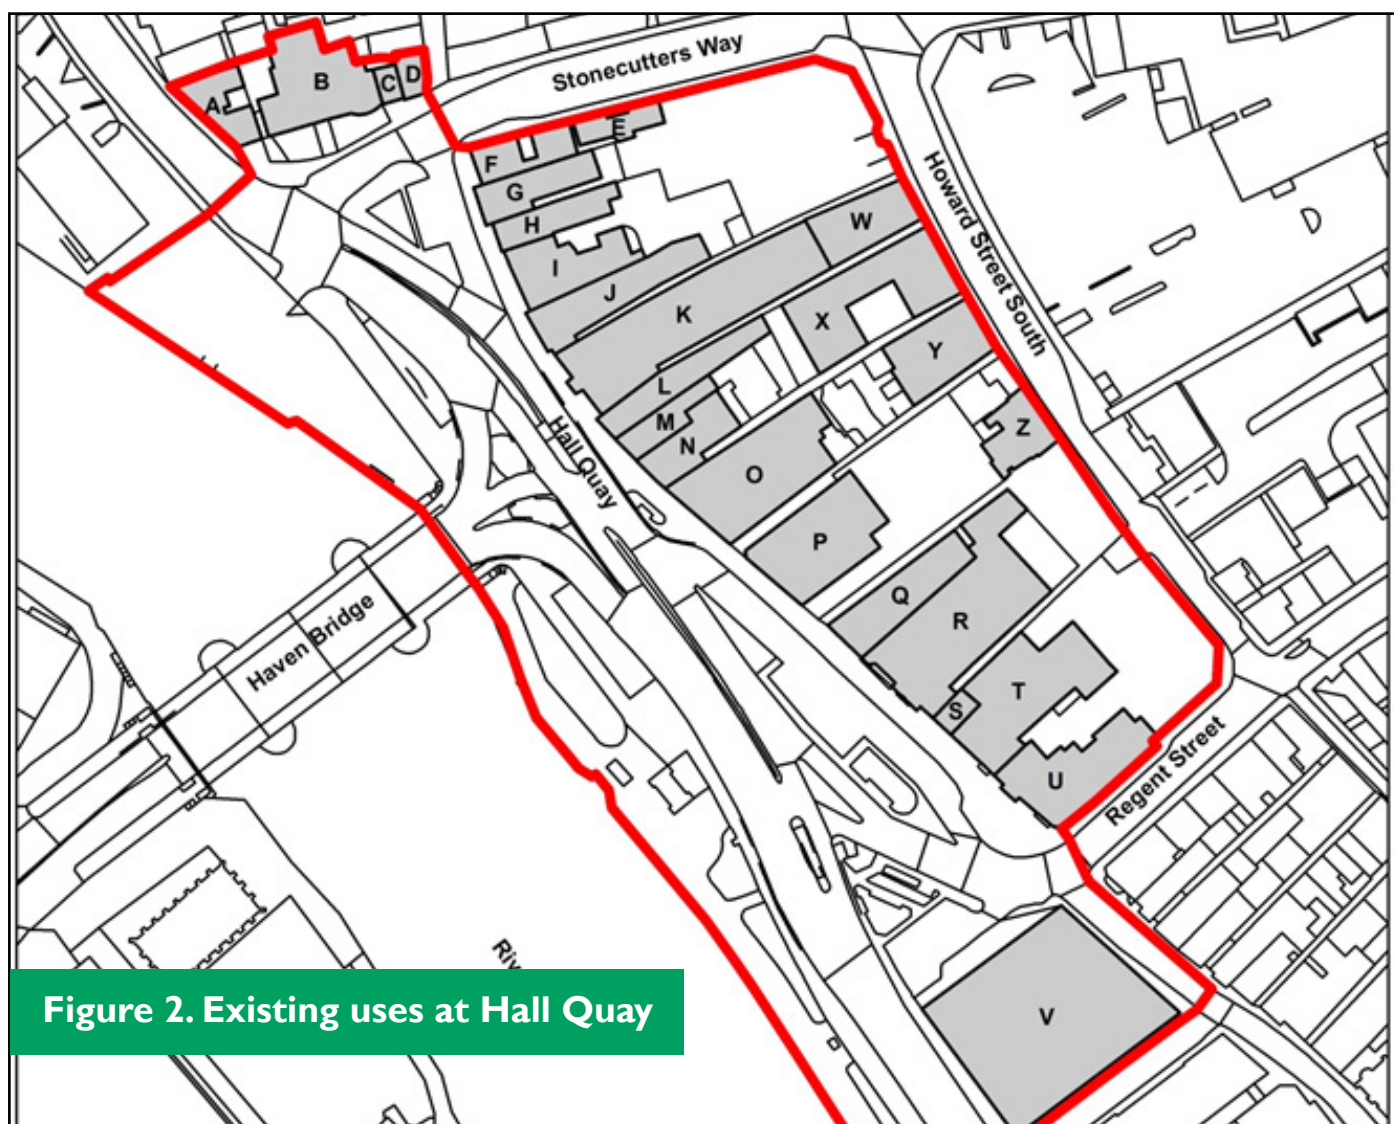 Stonecutters Way
A
B
C
D
E
F
G
H
I
J
K
W
Howard Street South
X
Y
L
M
N
Z
O
P
Hall Quay
Q
R
Haven Bridge
S
T
U
Regent Street
V
Figure 2. Existing uses at Hall Quay